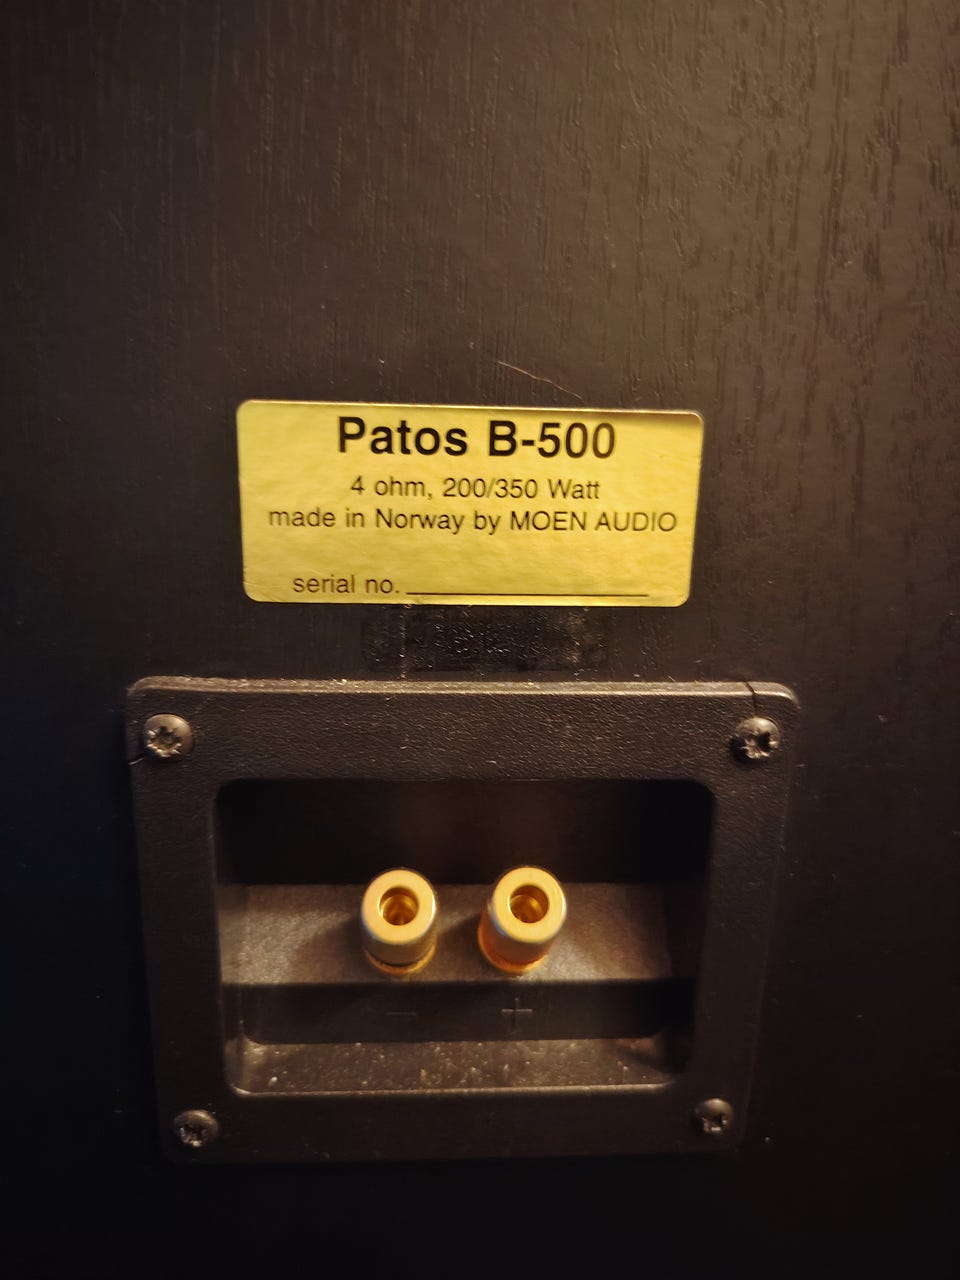 Patos B-500
4 ohm, 200/350 Watt
made in Norway by MOEN AUDIO
serial no.
- +